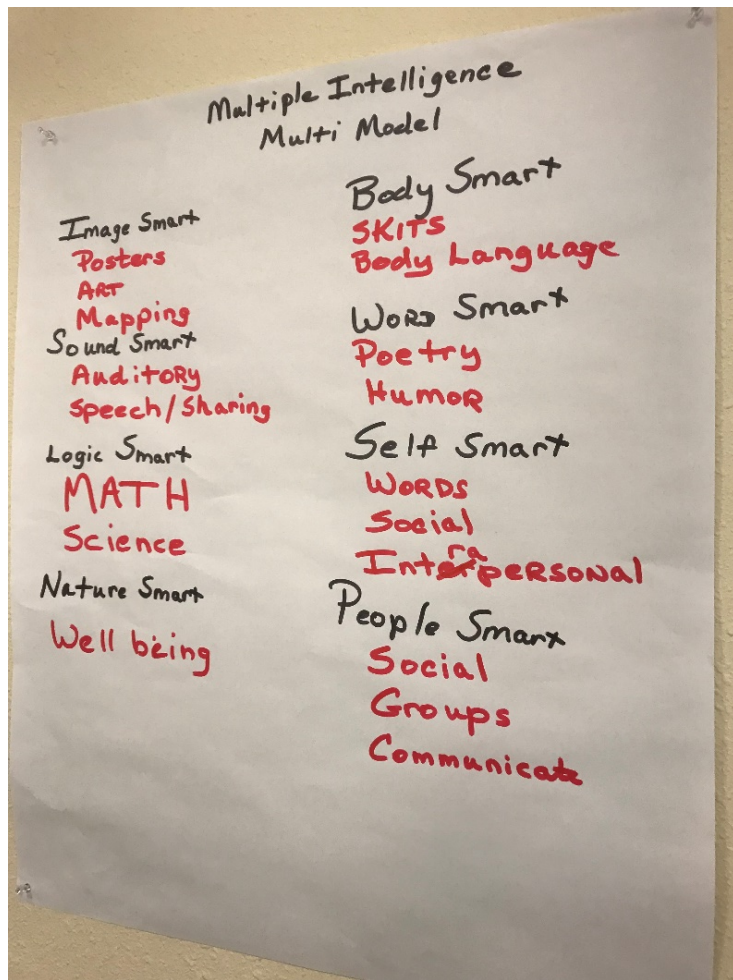 Multiple Intelligence
Multi Model
Image Smart
Posters
ART
Mapping
Sound Smart
Auditory
Speech/Sharing
Logic Smart
MATH
Science
Nature Smart
Well being
Body Smart
SKITS
Body Language
Word Smart
Poetry
Humor
Self Smart
Words
Social
Intrapersonal
People Smart
Social
Groups
Communicate